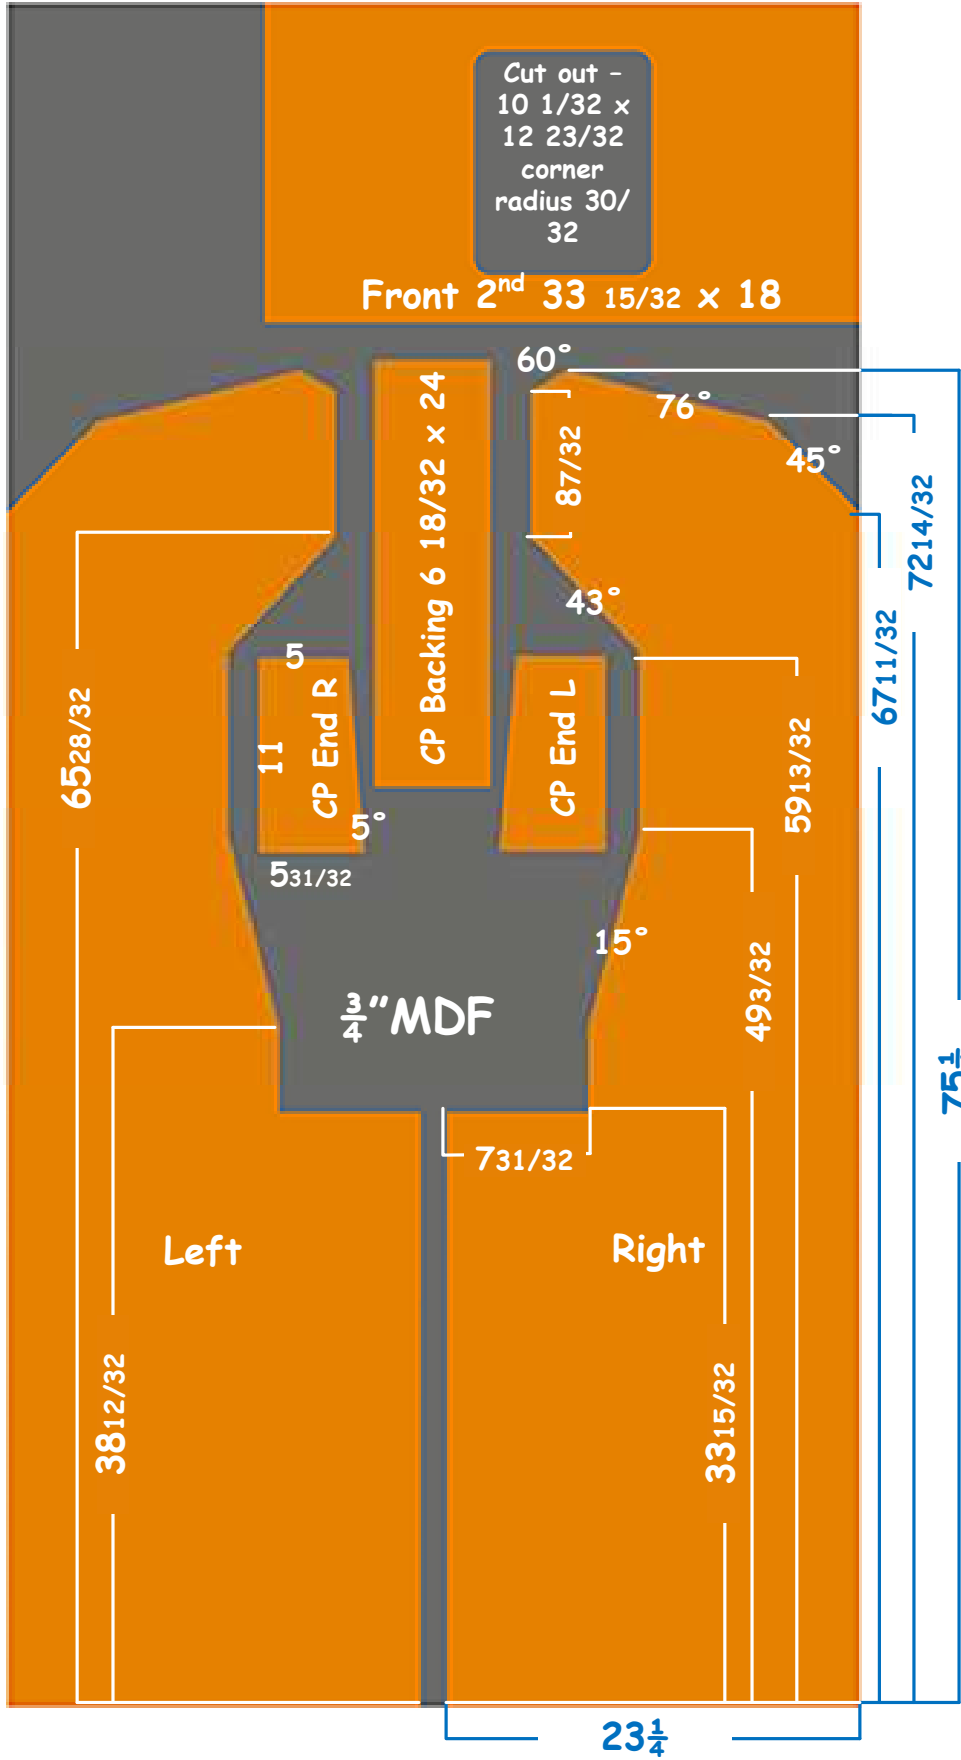 Cut out –
10 1/32 x
12 23/32
corner
radius 30/
32
Front 2nd 33 15/32 x 18
60°
76°
45°
87/32
CP Backing 6 18/32 x 24
7214/32
6711/32
43°
6528/32
5
11
CP End R
5°
531/32
CP End L
5913/32
493/32
15°
¾"MDF
75¼
731/32
Left
Right
3812/32
3315/32
23¼